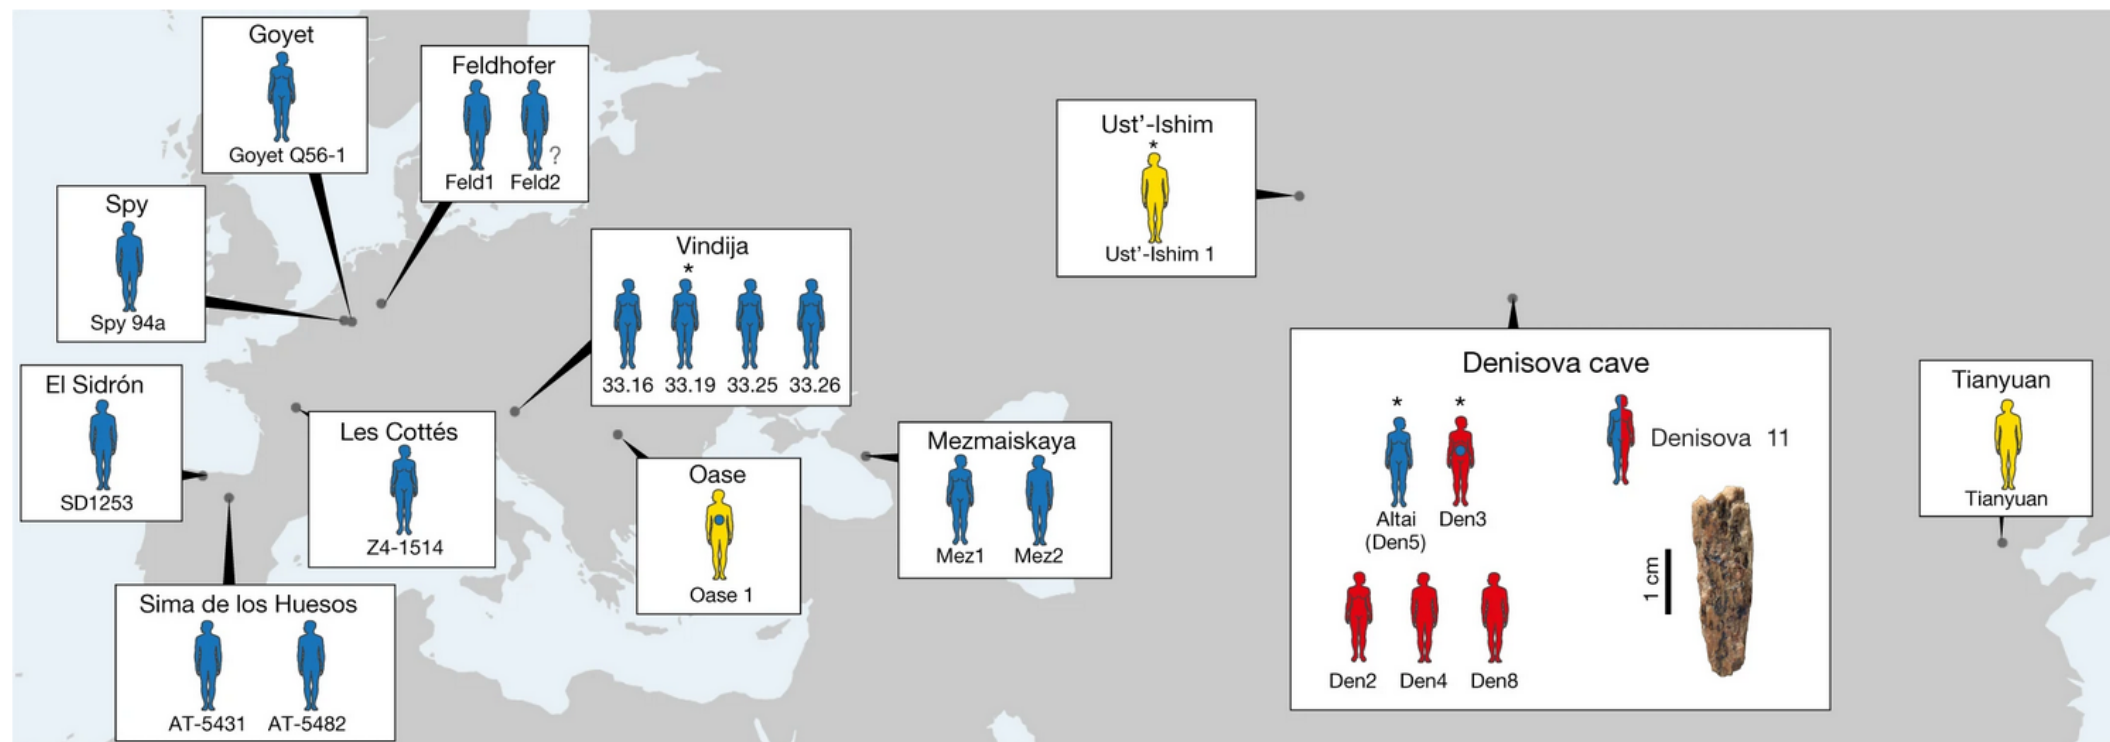 Goyet
Goyet Q56-1
Feldhofer
?
Feld1 Feld2
Spy
Spy 94a
Vindija
*
33.16 33.19 33.25 33.26
Ust'-Ishim
*
Ust'-Ishim 1
El Sidrón
SD1253
Les Cottés
Z4-1514
Oase
Oase 1
Mezmaiskaya
Mez1 Mez2
Sima de los Huesos
AT-5431 AT-5482
Denisova cave
* *
Altai
(Den5)
Den3
Denisova 11
1 cm
Den2 Den4 Den8
Tianyuan
Tianyuan